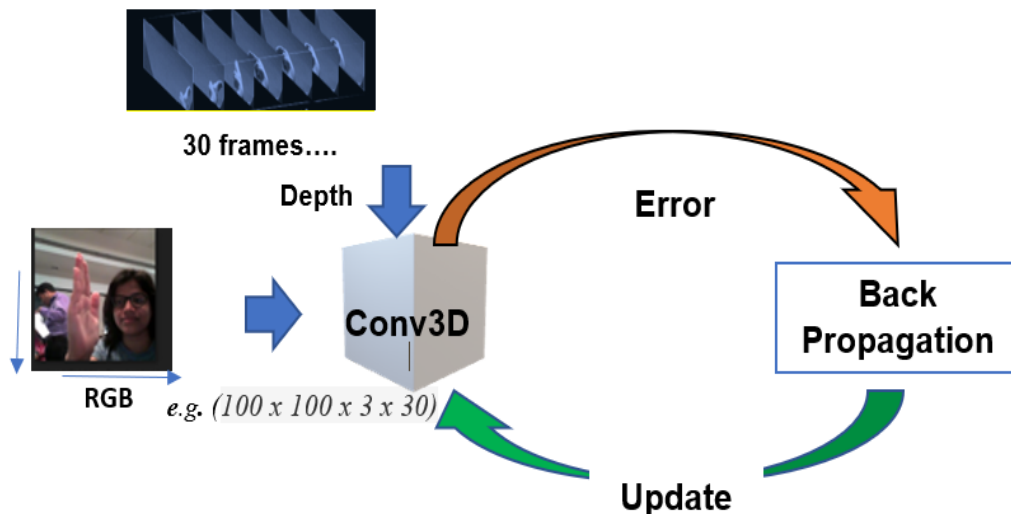 30 frames....
Depth
Error
Conv3D
Back
Propagation
RGB
e.g. (100 x 100 x 3 x 30)
Update